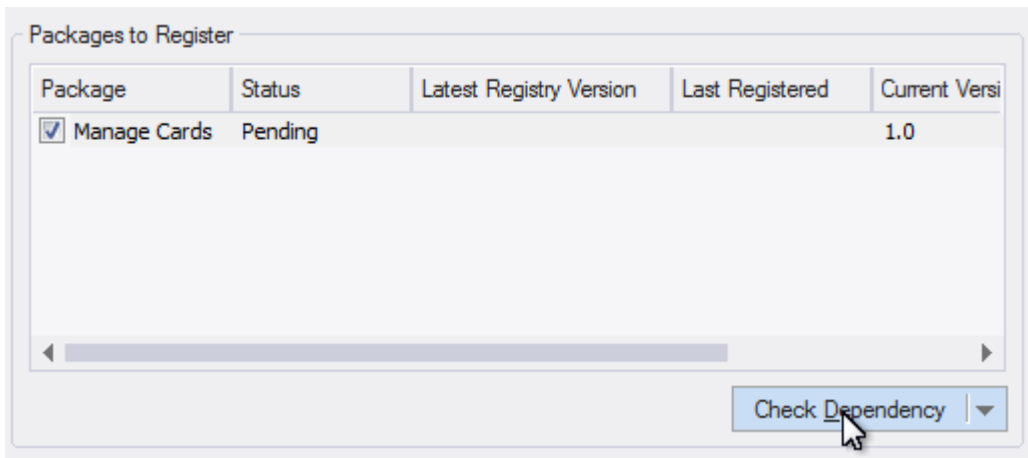 Packages to Register
Package Status Latest Registry Version Last Registered Current Versi
Manage Cards Pending 1.0
Check Dependency